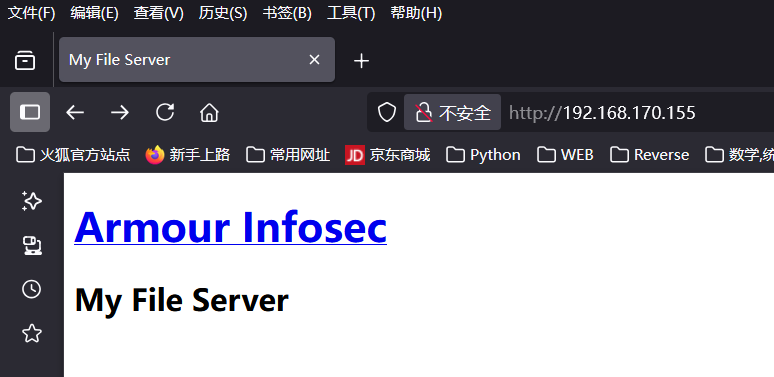 文件(F) 编辑(E) 查看(V) 历史(S) 书签(B) 工具(T) 帮助(H)
My File Server
不安全 http://192.168.170.155
火狐官方站点 新手上路 常用网址 JD 京东商城 Python WEB Reverse 数学,统
Armour Infosec
My File Server